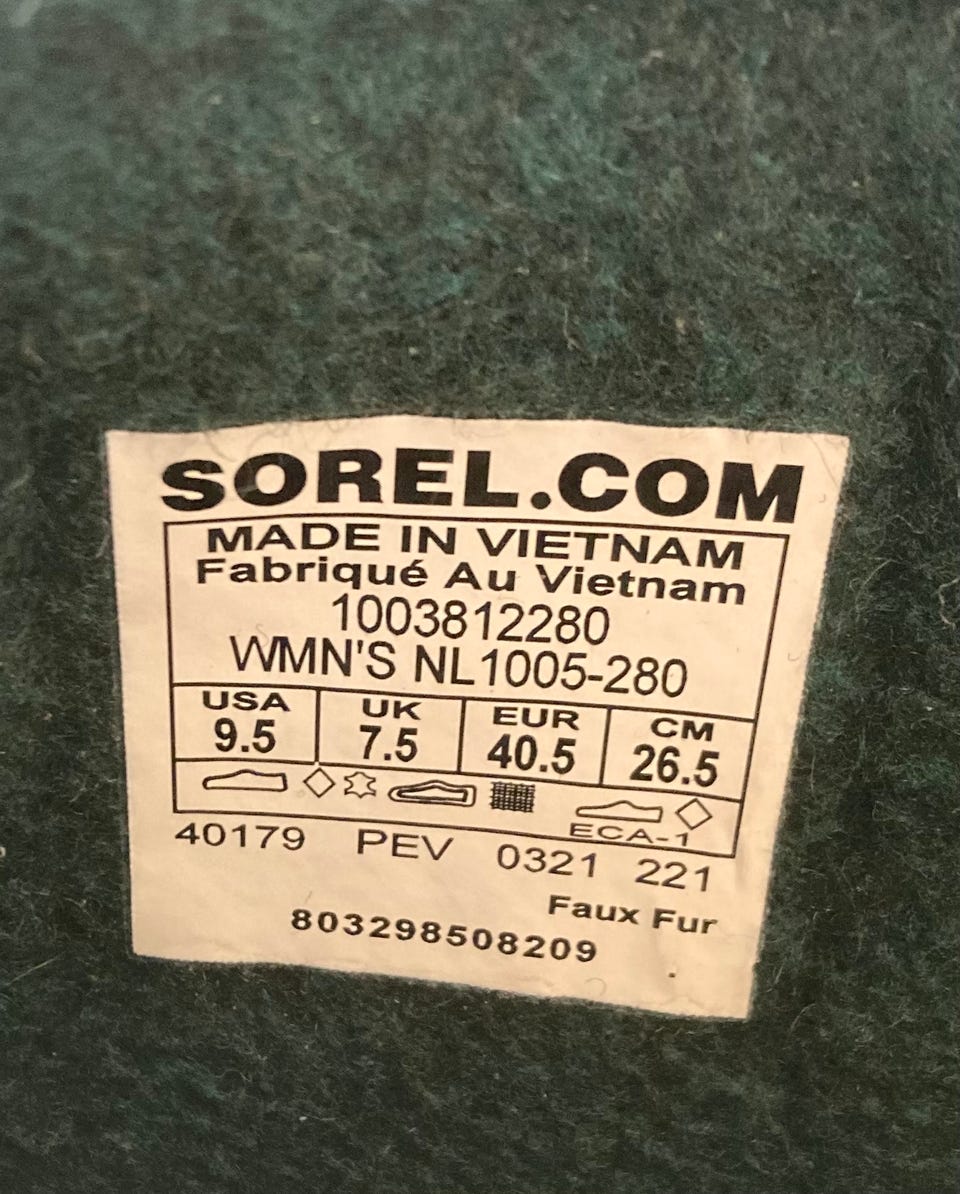 SOREL.COM
MADE IN VIETNAM
Fabriqué Au Vietnam
1003812280
WMN'S NL1005-280
USA UK EUR CM
9.5 7.5 40.5 26.5
ECA-1
40179 PEV 0321 221
Faux Fur
803298508209